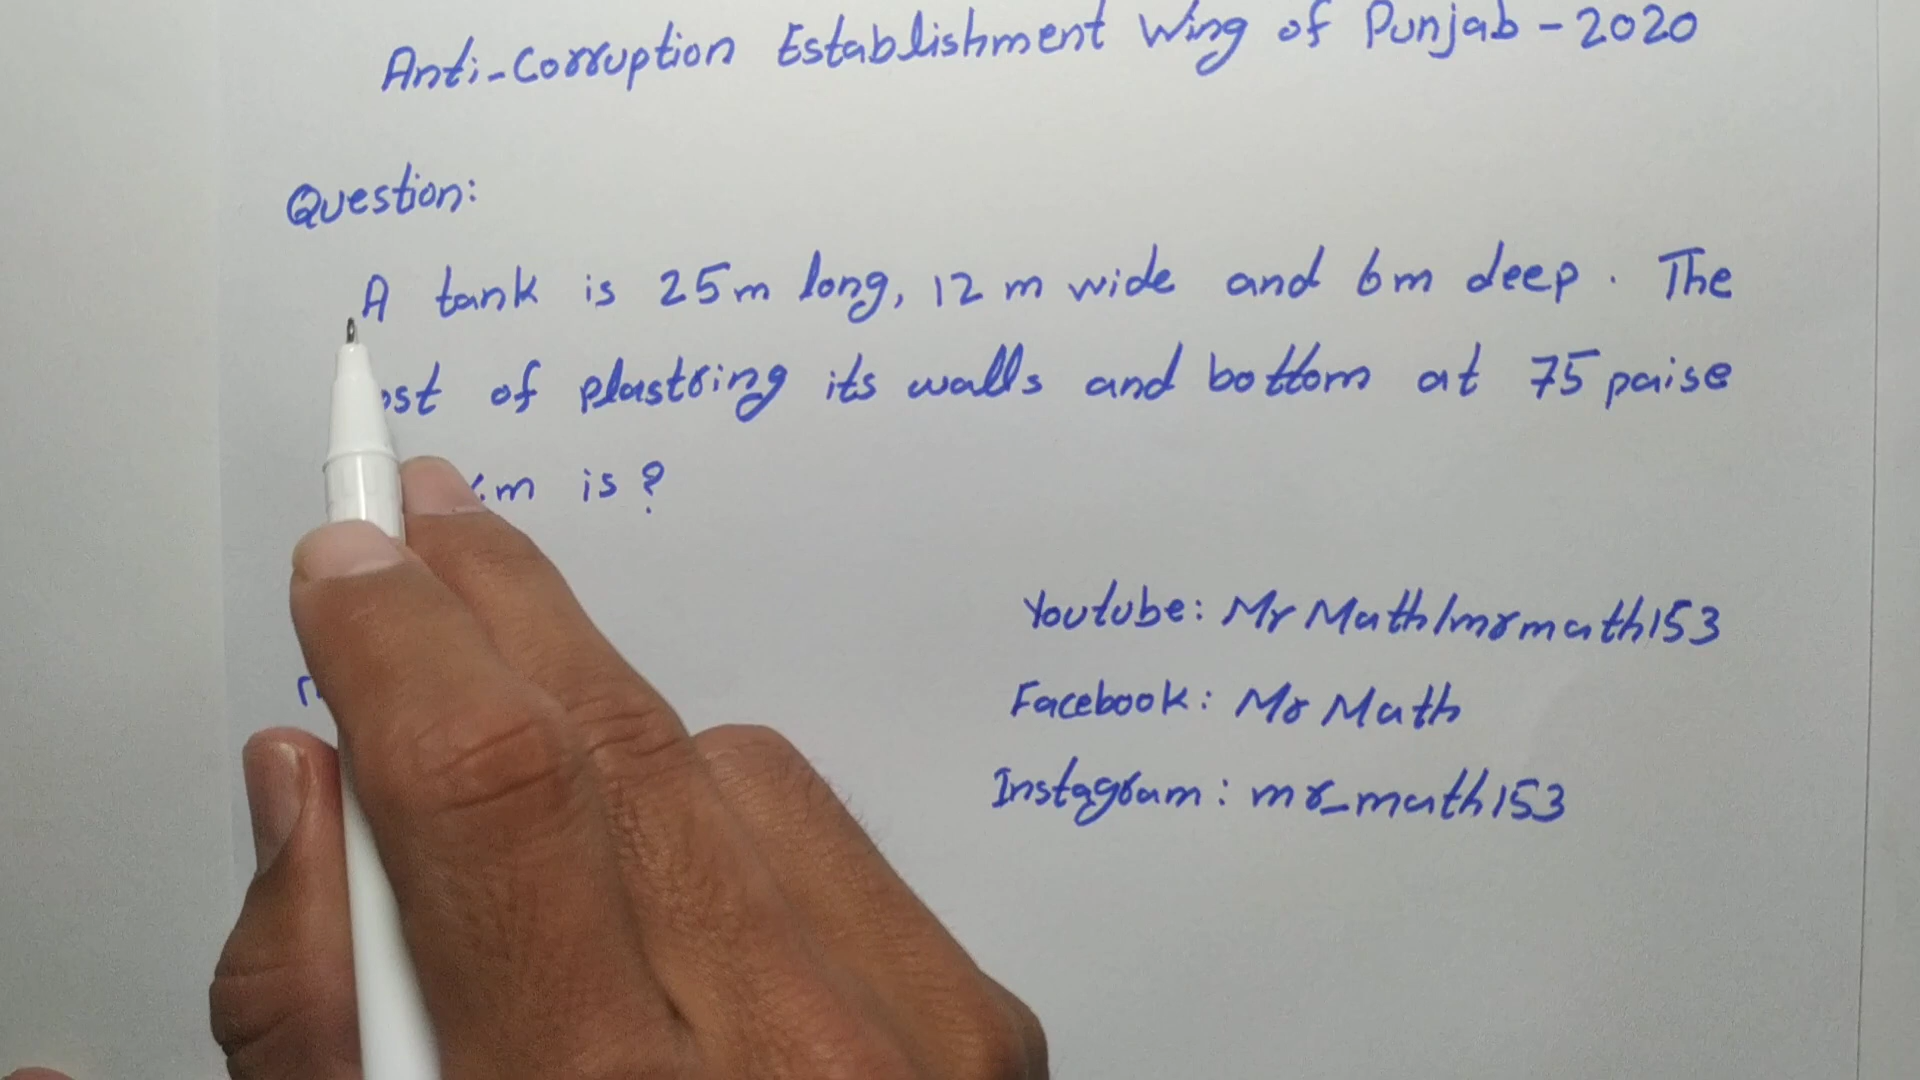 Anti-Corruption Establishment Wing of Punjab - 2020
Question:
A tank is 25m long, 12 m wide and 6m deep. The
of plastring its walls and bottom at 75 paise
m is?
Youtube: Mr Math/mrmath153
Facebook: Mr Math
Instagram: mr_math153